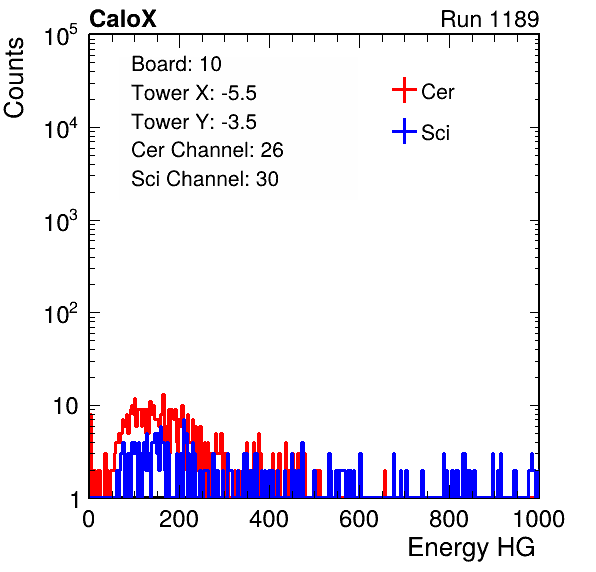 CaloX Run 1189
Counts
10^5
10^4
10^3
10^2
10
1
Board: 10
Tower X: -5.5
Tower Y: -3.5
Cer Channel: 26
Sci Channel: 30
Cer
Sci
0 200 400 600 800 1000
Energy HG